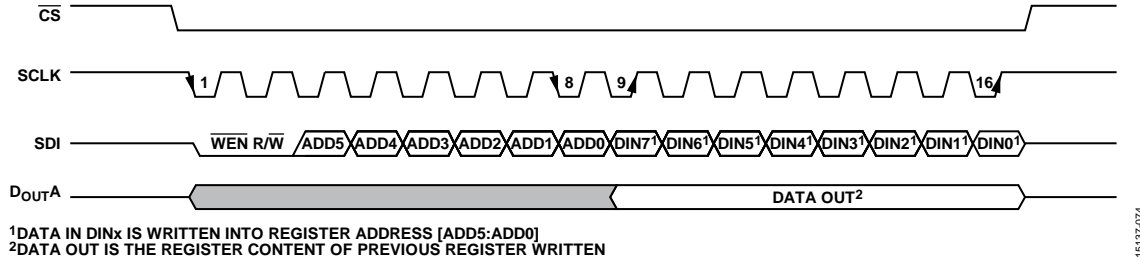 CS
SCLK 1 8 9 16
SDI WEN R/W ADD5 ADD4 ADD3 ADD2 ADD1 ADD0 DIN7¹ DIN6¹ DIN5¹ DIN4¹ DIN3¹ DIN2¹ DIN1¹ DIN0¹
DOUTA DATA OUT²
¹DATA IN DINx IS WRITTEN INTO REGISTER ADDRESS [ADD5:ADD0]
²DATA OUT IS THE REGISTER CONTENT OF PREVIOUS REGISTER WRITTEN
15137-074